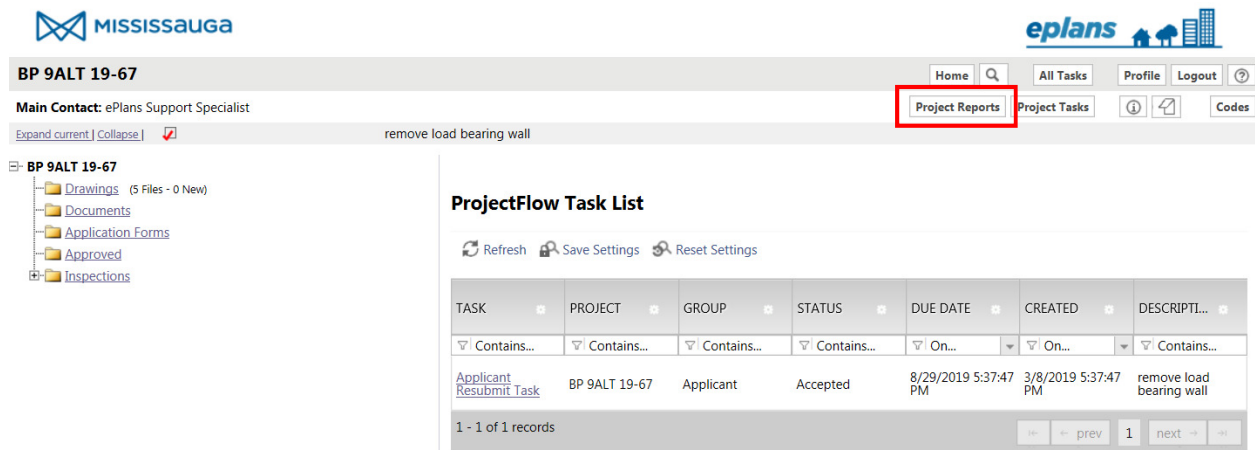 MISSISSAUGA
eplans
BP 9ALT 19-67
Home
All Tasks
Profile
Logout
?
Main Contact: ePlans Support Specialist
Project Reports
Project Tasks
Codes
Expand current | Collapse |
remove load bearing wall
BP 9ALT 19-67
Drawings (5 Files - 0 New)
Documents
Application Forms
Approved
Inspections
ProjectFlow Task List
Refresh
Save Settings
Reset Settings
TASK
PROJECT
GROUP
STATUS
DUE DATE
CREATED
DESCRIPTI...
Contains...
Contains...
Contains...
Contains...
On...
On...
Contains...
Applicant
Resubmit Task
BP 9ALT 19-67
Applicant
Accepted
8/29/2019 5:37:47
PM
3/8/2019 5:37:47
PM
remove load
bearing wall
1 - 1 of 1 records
← prev
1
next →